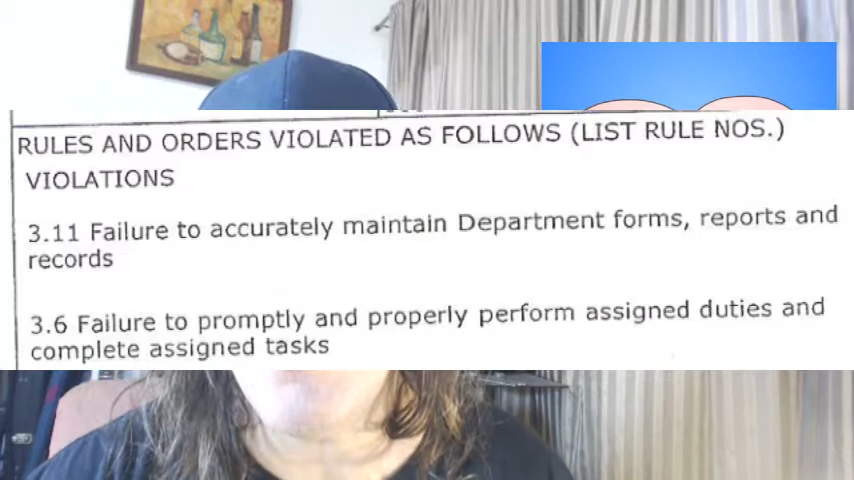 RULES AND ORDERS VIOLATED AS FOLLOWS (LIST RULE NOS.)
VIOLATIONS
3.11 Failure to accurately maintain Department forms, reports and
records
3.6 Failure to promptly and properly perform assigned duties and
complete assigned tasks